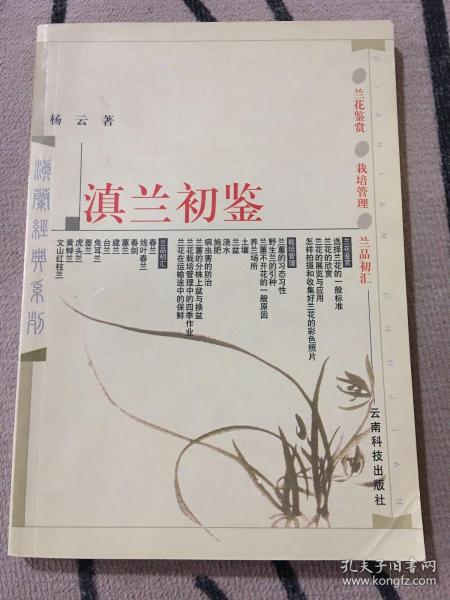 杨云著
滇兰初鉴
滇蘭經典系列
兰花鉴赏
栽培管理
兰品初汇
DIANLAN
CHUJIAN
兰花鉴赏
选择兰花的一般标准
兰花的欣赏
兰花的展览与应用
怎样拍摄和收集好兰花的彩色照片
栽培管理
兰蕙的习态习性
野生兰的引种
兰蕙不开花的一般原因
养兰场所
土壤
兰盆
浇水
施肥
病虫害的防治
兰蕙的分株上盆与换盆
兰花栽培管理中的四季作业
兰花在运输途中的保鲜
兰品初汇
春兰
线叶春兰
春剑
蕙兰
建兰
台兰
兔耳兰
墨兰
虎头兰
黄蝉兰
文山红柱兰
云南科技出版社
孔夫子旧书网
www.kongfz.com